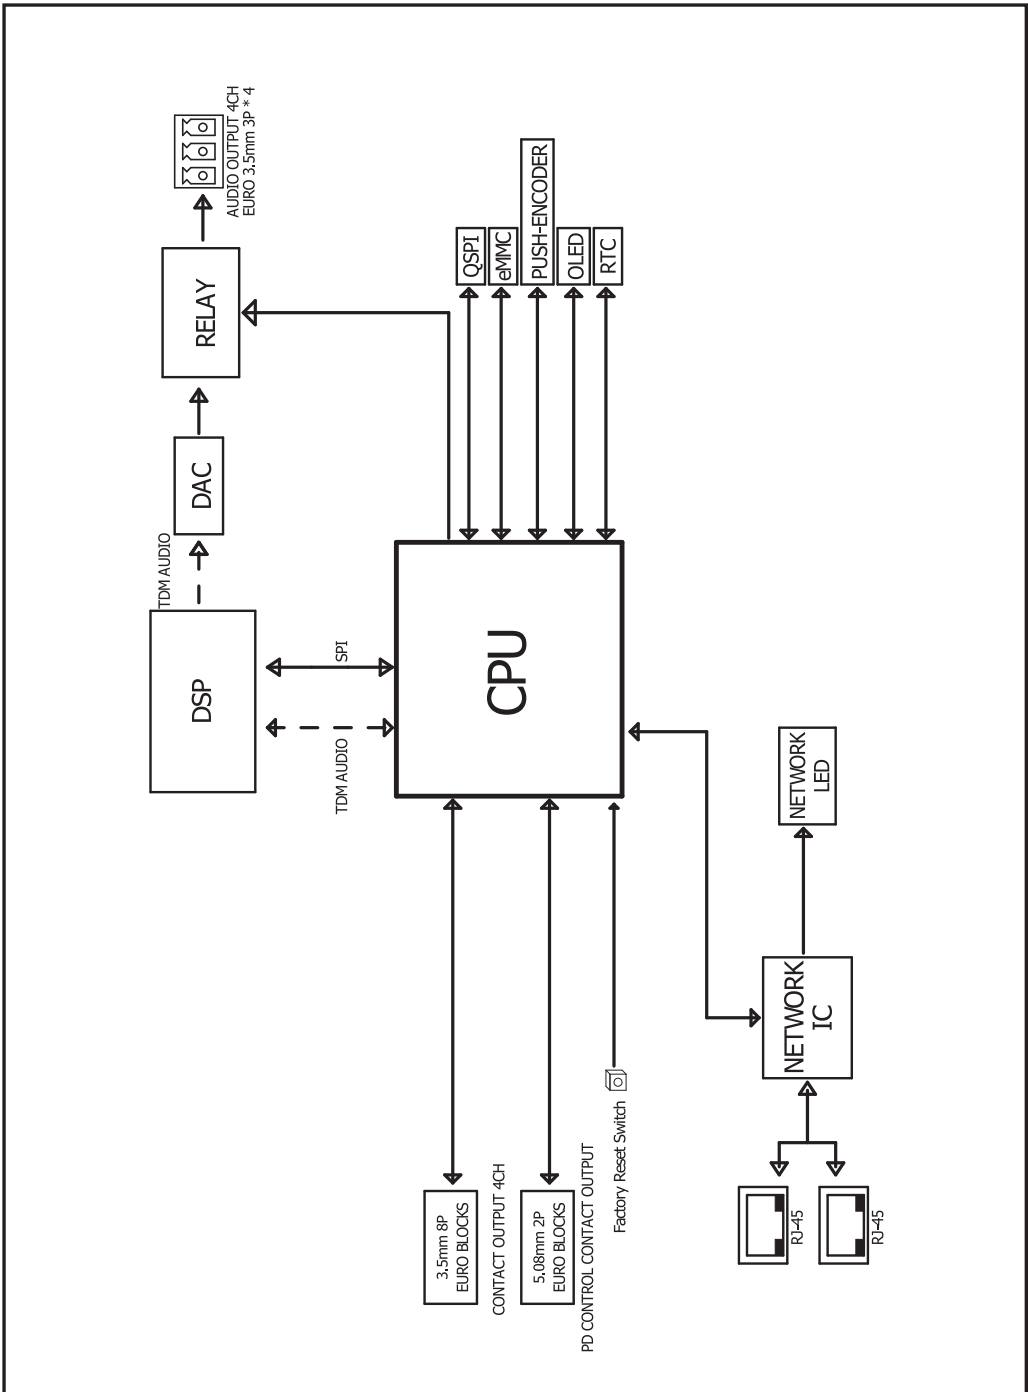 AUDIO OUTPUT 4CH
EURO 3.5mm 3P * 4
RELAY
DAC
TDM AUDIO
DSP
SPI
TDM AUDIO
QSPI
eMMC
PUSH-ENCODER
OLED
RTC
CPU
3.5mm 8P
EURO BLOCKS
CONTACT OUTPUT 4CH
5.08mm 2P
EURO BLOCKS
PD CONTROL CONTACT OUTPUT
Factory Reset Switch
NETWORK
LED
NETWORK
IC
RJ-45
RJ-45